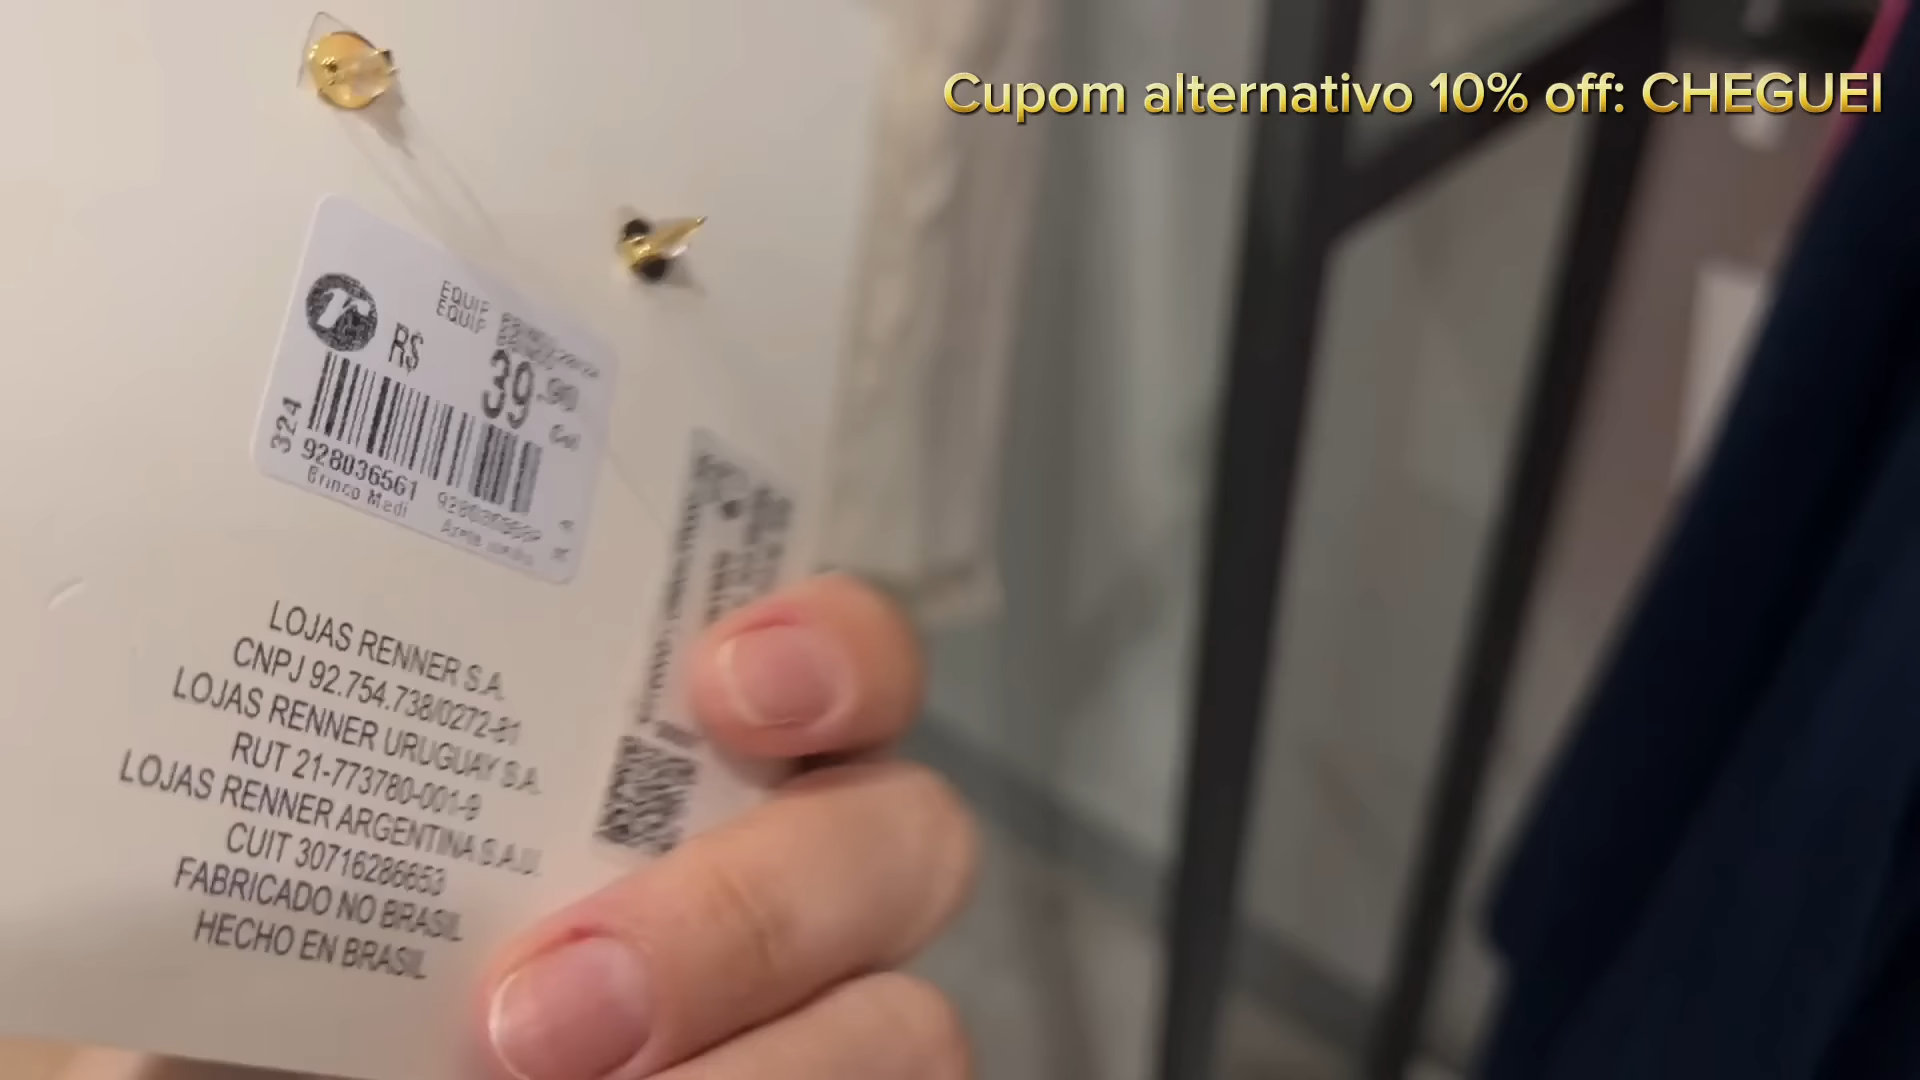 Cupom alternativo 10% off: CHEGUEI
EQUIP
EQUIP
R$ 39.90
324
928036561
Brinco Medi
LOJAS RENNER S.A.
CNPJ 92.754.738/0272-81
LOJAS RENNER URUGUAY S.A.
RUT 21-773780-001-9
LOJAS RENNER ARGENTINA S.A.U.
CUIT 30716286653
FABRICADO NO BRASIL
HECHO EN BRASIL